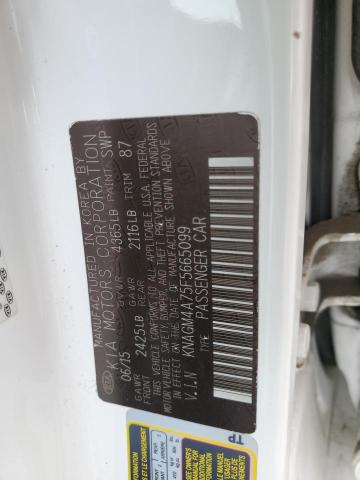 MANUFACTURED IN KOREA BY
KIA MOTORS CORPORATION
06/15 GVWR 4365LB PAINT SWP
GAWR FRONT 2425LB GAWR REAR 2116LB TRIM 87
THIS VEHICLE CONFORMS TO ALL APPLICABLE U.S.A. FEDERAL
MOTOR VEHICLE SAFETY, BUMPER, AND THEFT PREVENTION STANDARDS
IN EFFECT ON THE DATE OF MANUFACTURE SHOWN ABOVE
V.I.N KNAGM4A75F5665099
TYPE PASSENGER CAR